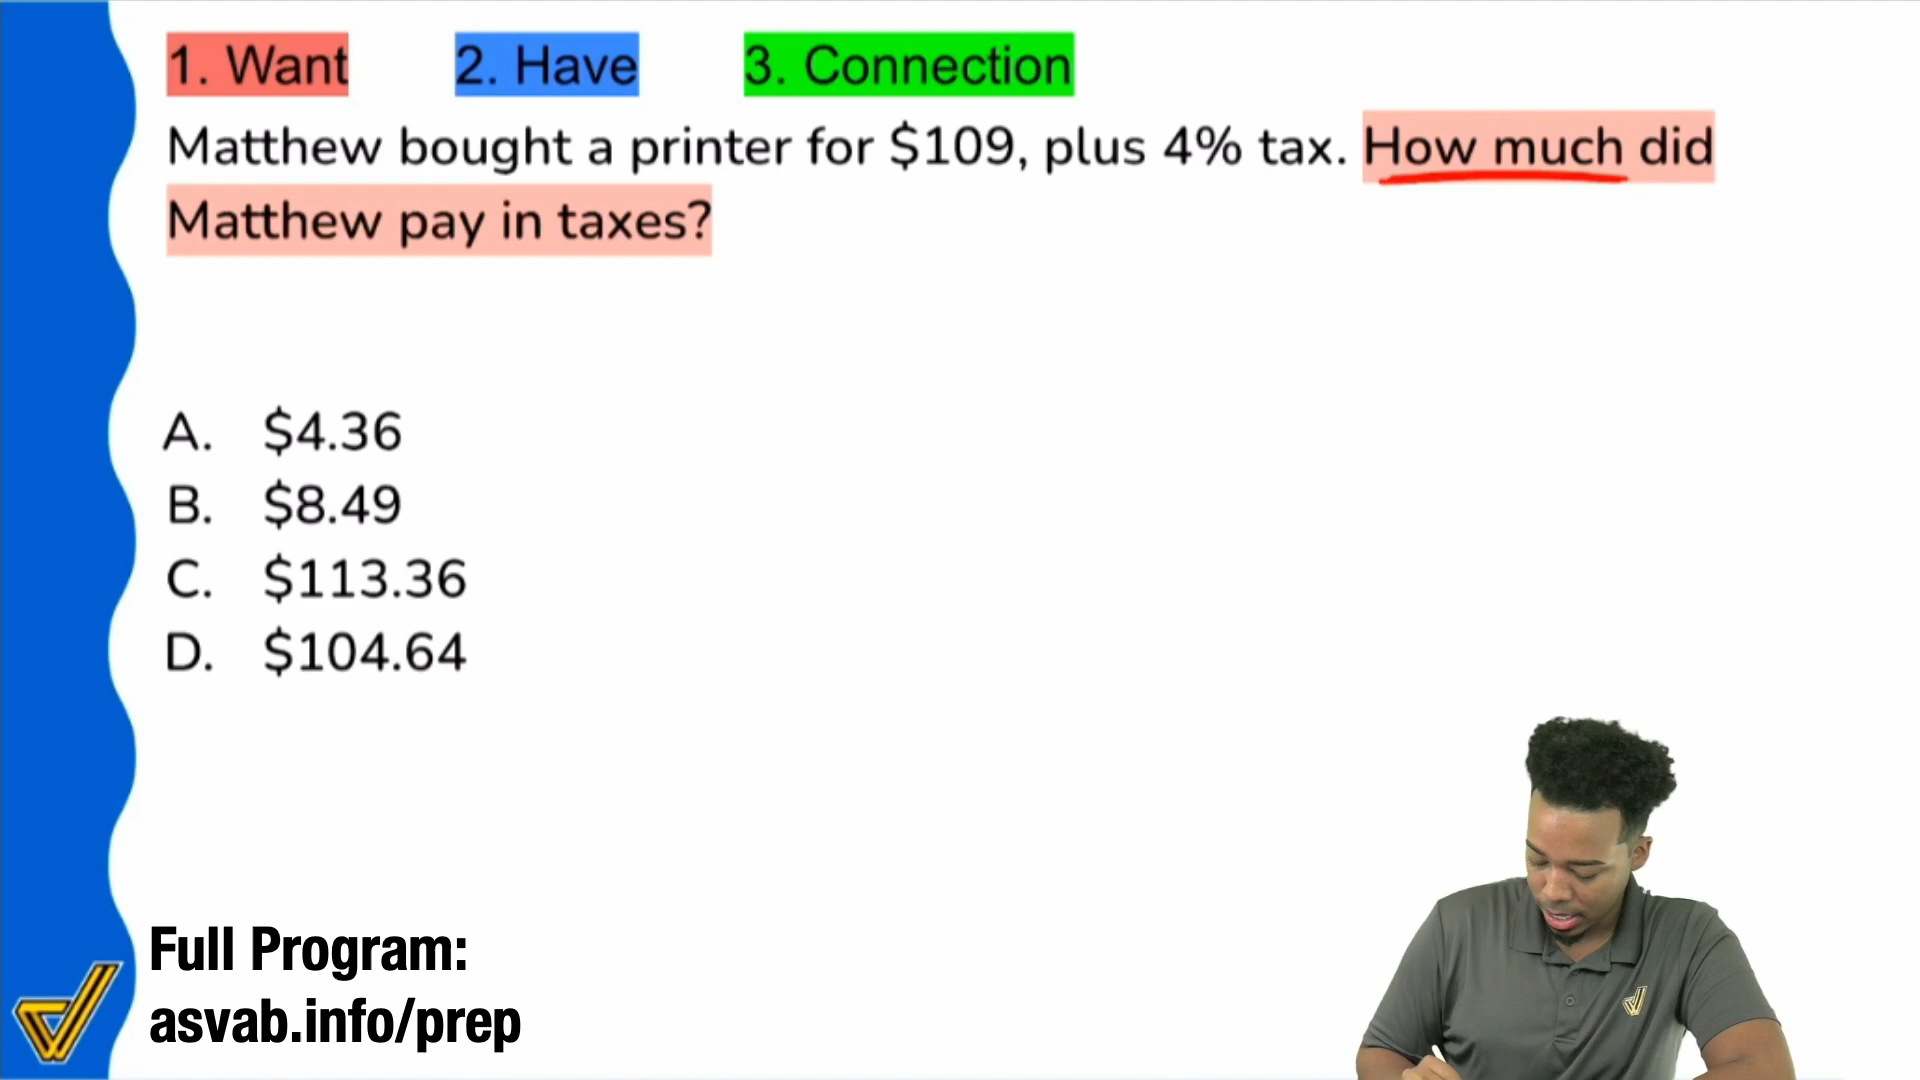 1. Want 2. Have 3. Connection
Matthew bought a printer for $109, plus 4% tax. How much did
Matthew pay in taxes?
A. $4.36
B. $8.49
C. $113.36
D. $104.64
Full Program:
asvab.info/prep